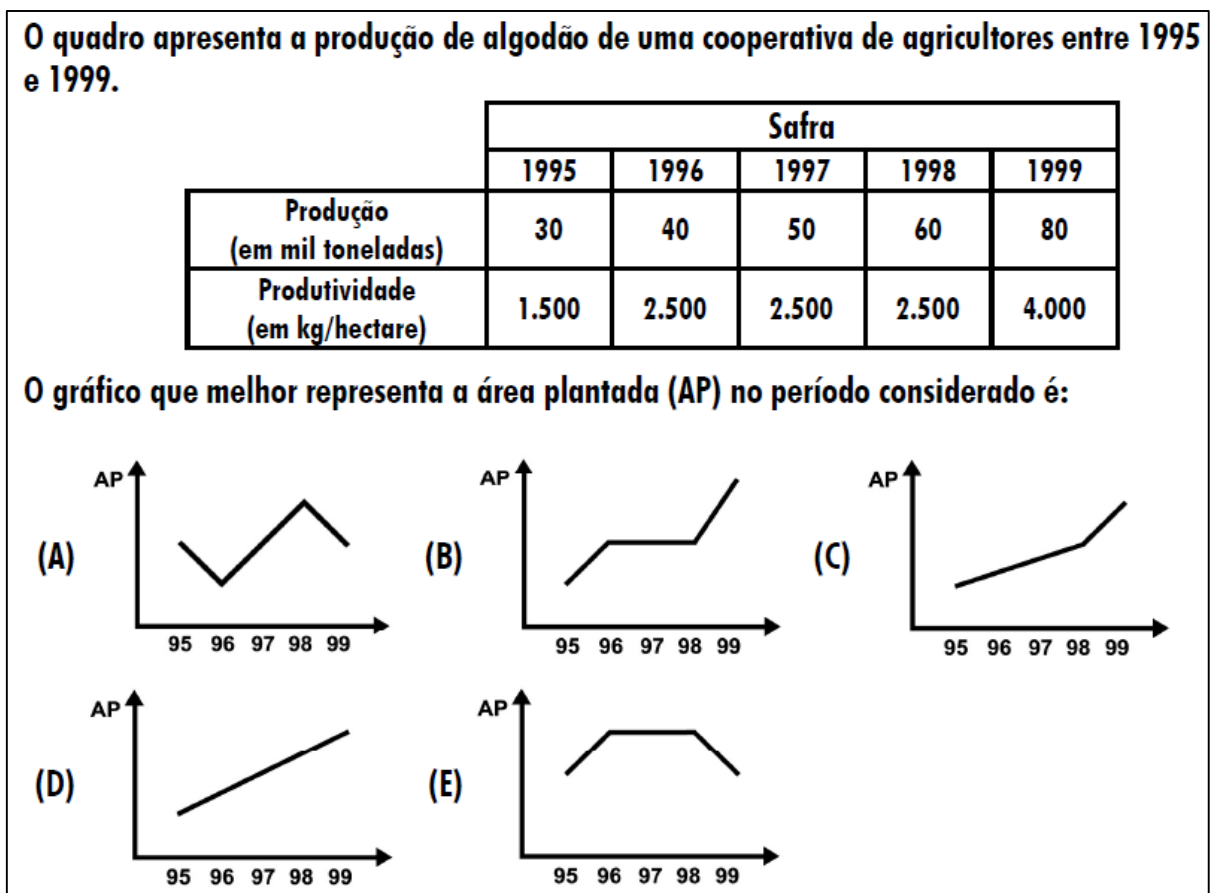 O quadro apresenta a produção de algodão de uma cooperativa de agricultores entre 1995
e 1999.
Safra
1995 1996 1997 1998 1999
Produção
(em mil toneladas) 30 40 50 60 80
Produtividade
(em kg/hectare) 1.500 2.500 2.500 2.500 4.000
O gráfico que melhor representa a área plantada (AP) no período considerado é:
(A) AP
95 96 97 98 99
(B) AP
95 96 97 98 99
(C) AP
95 96 97 98 99
(D) AP
95 96 97 98 99
(E) AP
95 96 97 98 99